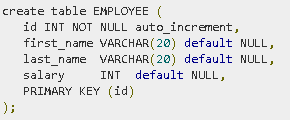 create table EMPLOYEE (
   id INT NOT NULL auto_increment,
   first_name VARCHAR(20) default NULL,
   last_name  VARCHAR(20) default NULL,
   salary     INT  default NULL,
   PRIMARY KEY (id)
);